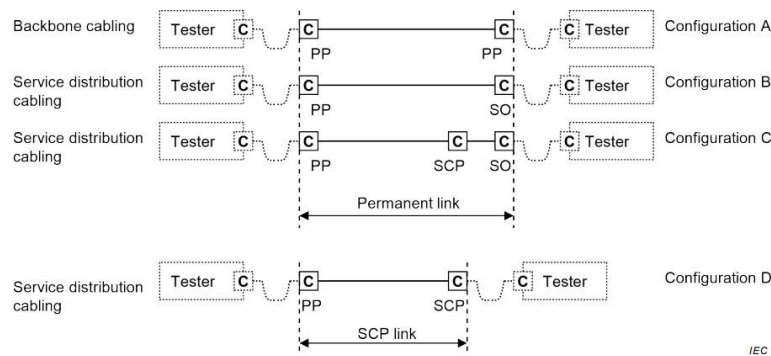 Backbone cabling Tester C C C C Tester Configuration A
PP PP
Service distribution cabling Tester C C C C Tester Configuration B
PP SO
Service distribution cabling Tester C C C C C Tester Configuration C
PP SCP SO
Permanent link
Service distribution cabling Tester C C C C Tester Configuration D
PP SCP
SCP link
IEC